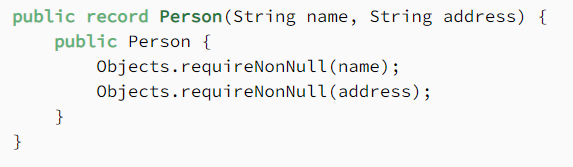 public record Person(String name, String address) {
    public Person {
        Objects.requireNonNull(name);
        Objects.requireNonNull(address);
    }
}